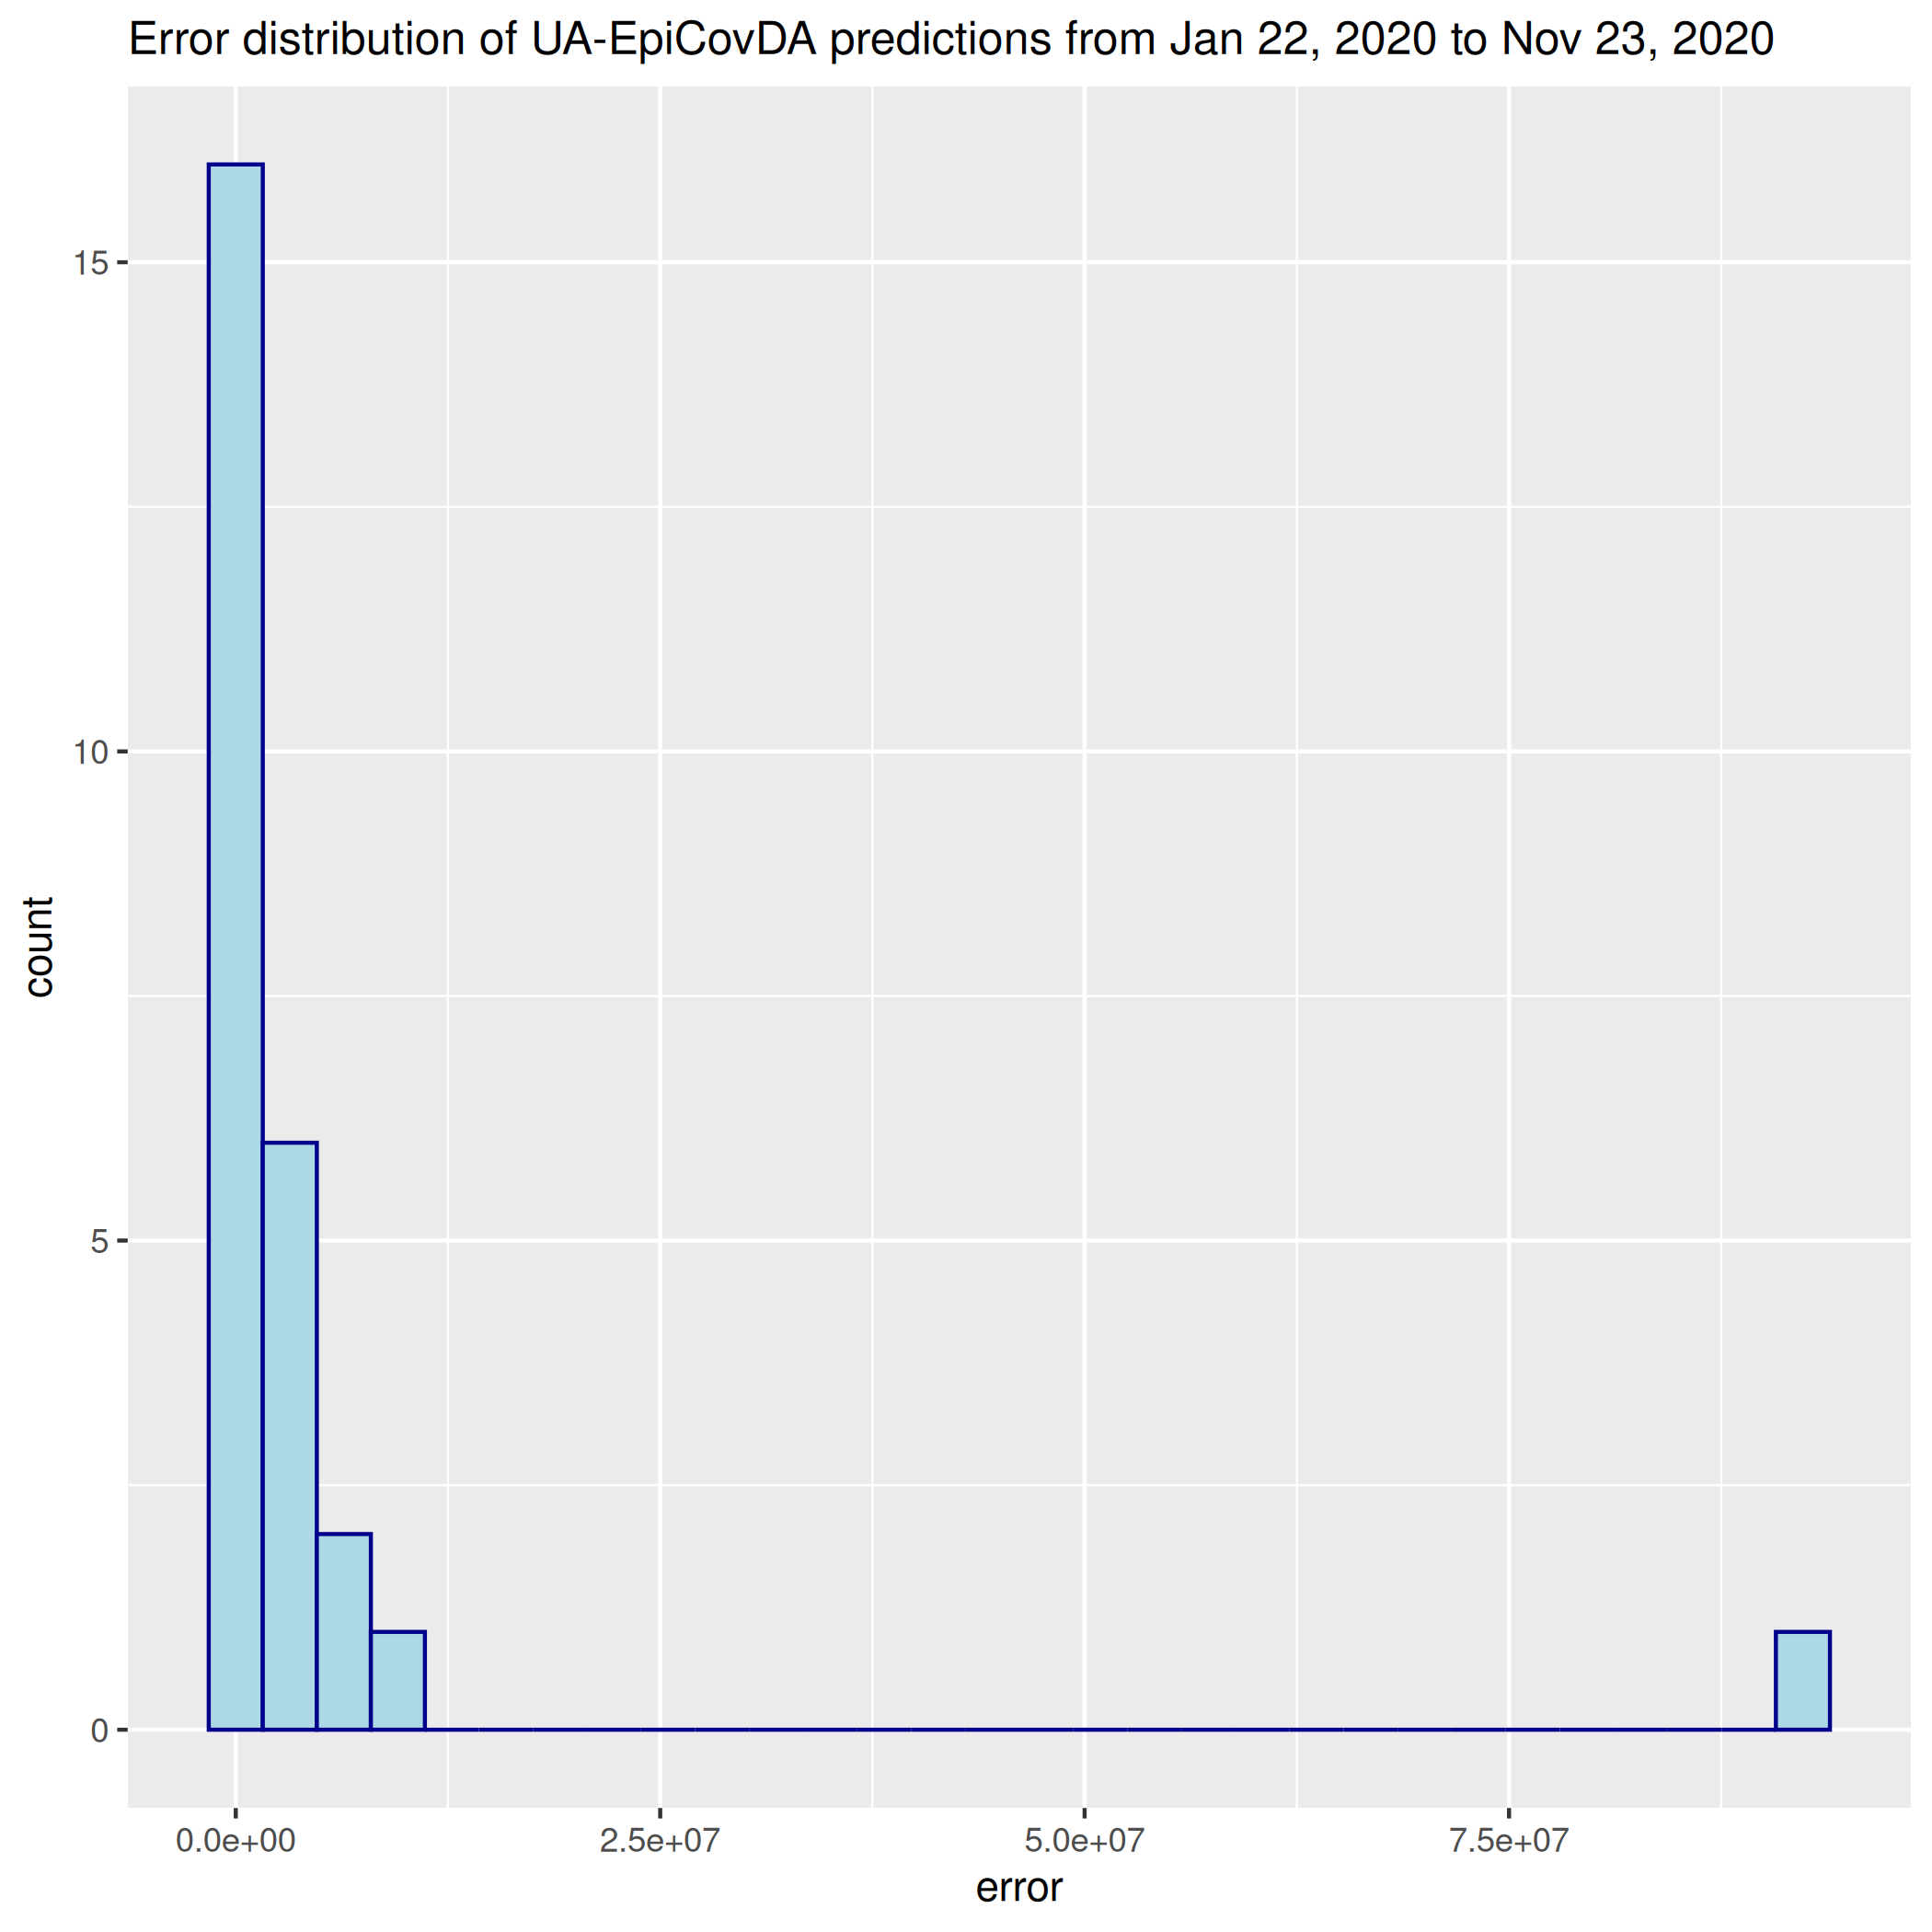 Error distribution of UA-EpiCovDA predictions from Jan 22, 2020 to Nov 23, 2020
count
15
10
5
0
0.0e+00 2.5e+07 5.0e+07 7.5e+07
error